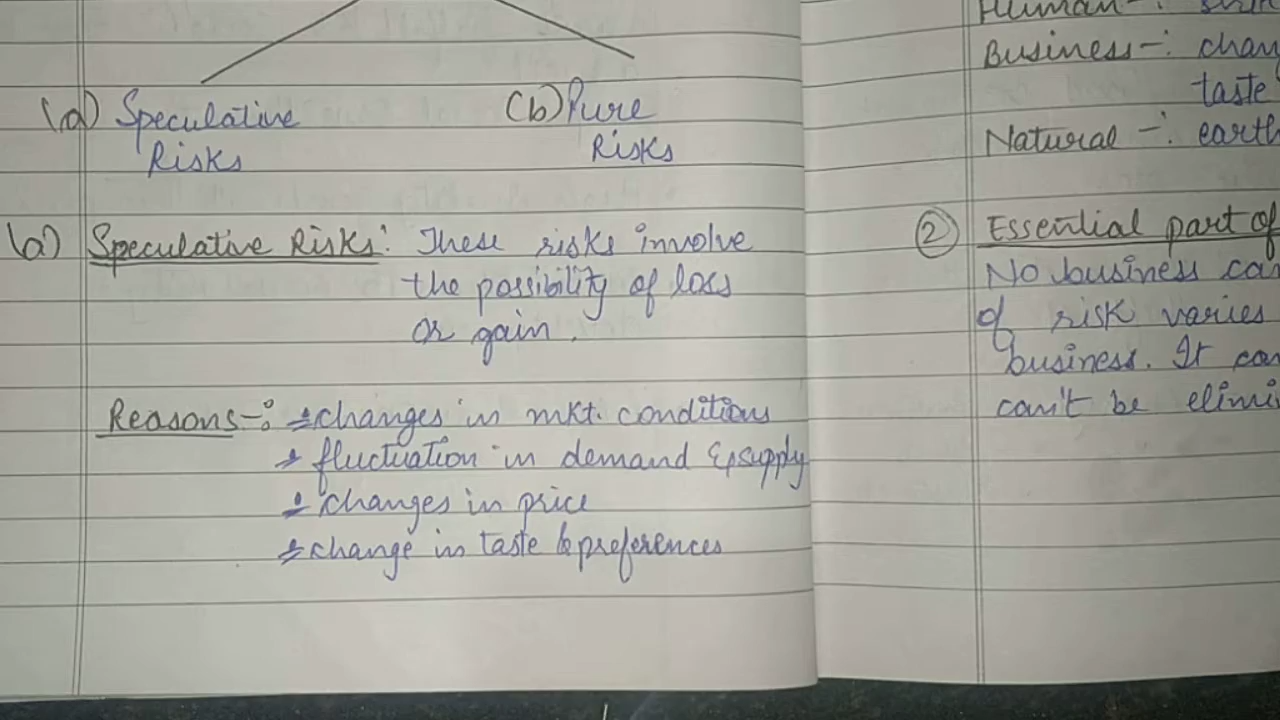 (a) Speculative Risks
(b) Pure Risks
(a) Speculative Risks: These risks involve
the possibility of loss
or gain.
Reasons-: changes in mkt. conditions
fluctuation in demand & supply
changes in price
change in taste & preferences
Human-:
Business-: chan
taste
Natural-: earth
② Essential part of
No business can
of risk varies
business. It can
can't be elimi